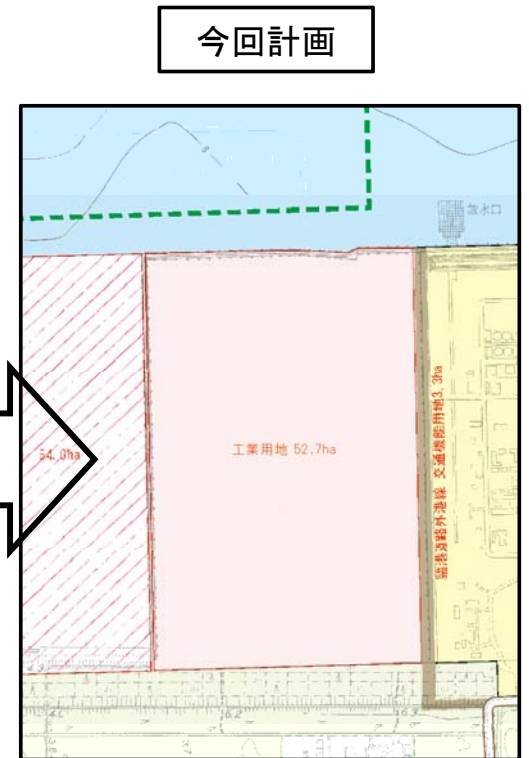 今回計画
放水口
54.0ha
工業用地 52.7ha
臨港道路外港線 交通機能用地3.3ha